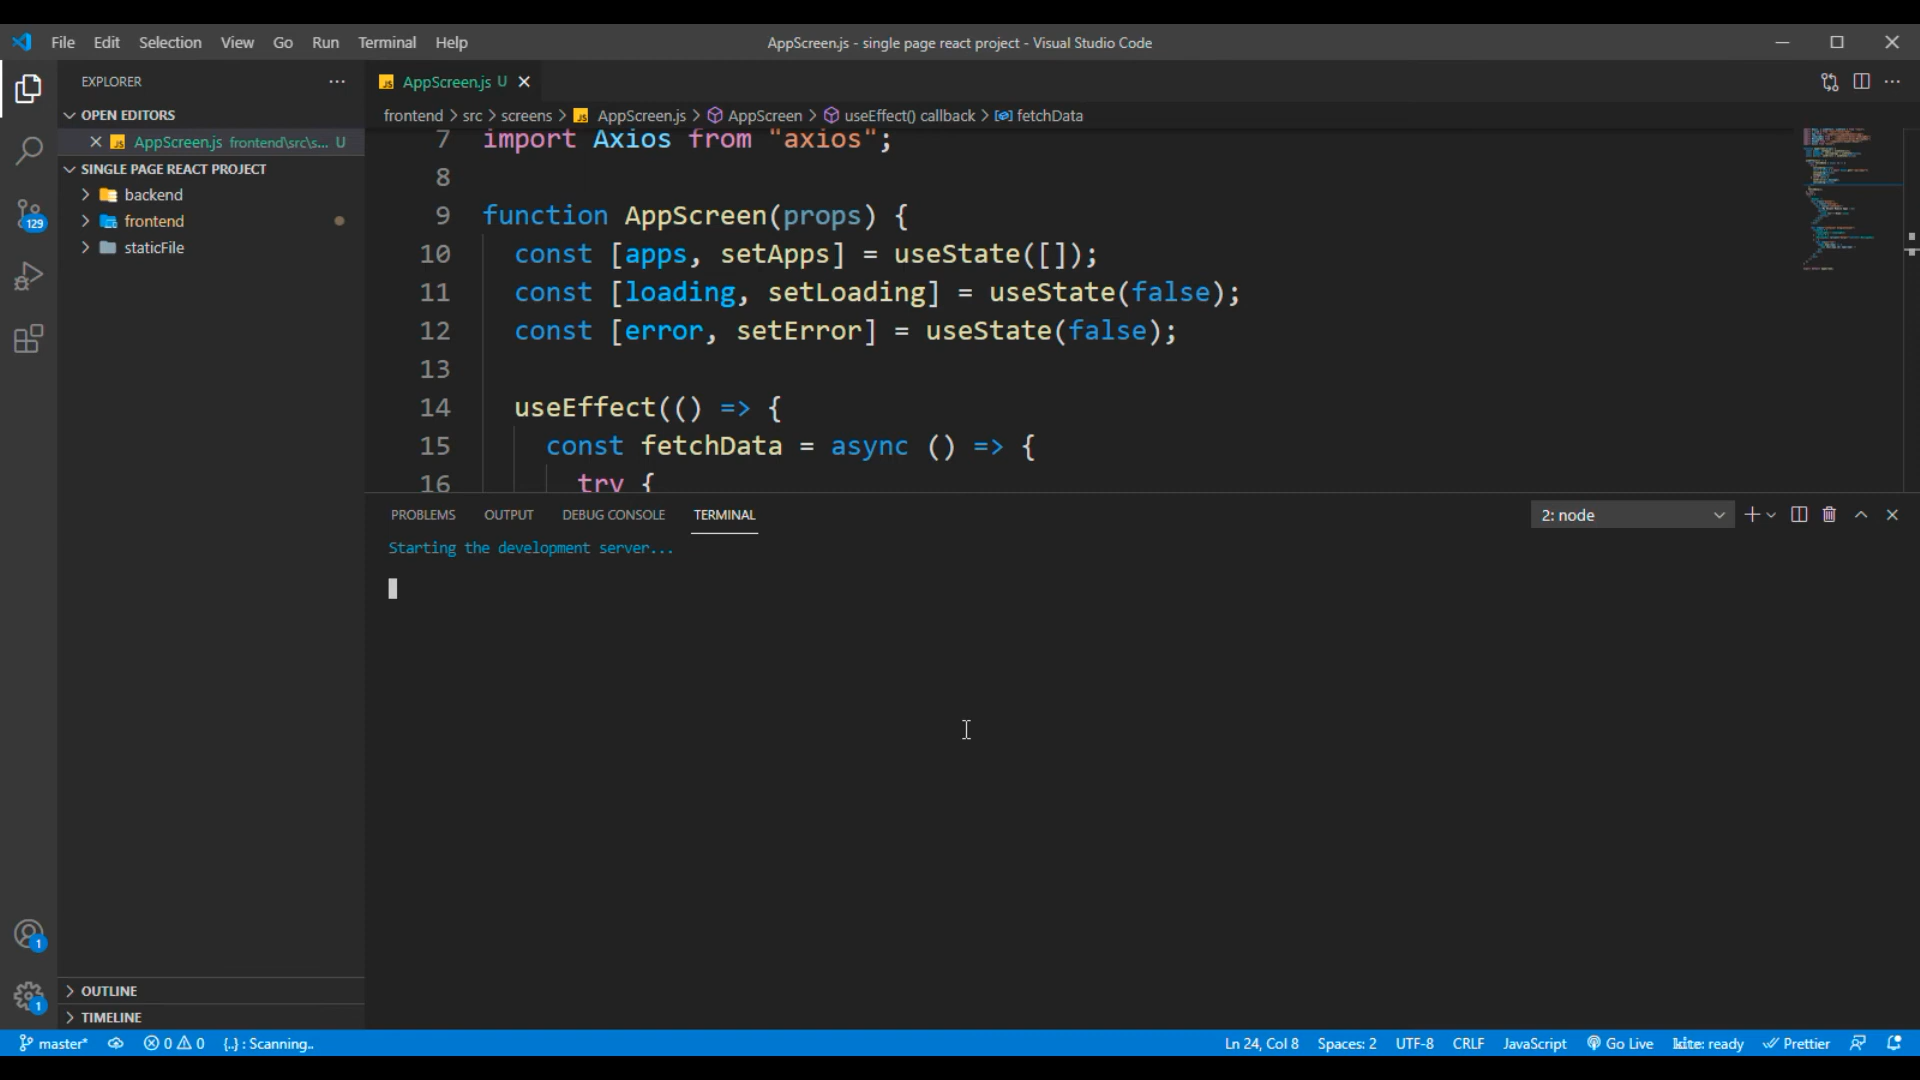 File Edit Selection View Go Run Terminal Help
AppScreen.js - single page react project - Visual Studio Code
EXPLORER
OPEN EDITORS
AppScreen.js frontend\src\s... U
SINGLE PAGE REACT PROJECT
backend
frontend
staticFile
129
1
1
OUTLINE
TIMELINE
AppScreen.js U
frontend > src > screens > JS AppScreen.js > AppScreen > useEffect() callback > fetchData
7 import Axios from "axios";
8
9 function AppScreen(props) {
10 const [apps, setApps] = useState([]);
11 const [loading, setLoading] = useState(false);
12 const [error, setError] = useState(false);
13
14 useEffect(() => {
15 const fetchData = async () => {
16 try {
PROBLEMS OUTPUT DEBUG CONSOLE TERMINAL
2: node
Starting the development server...
master* 0 0 {..} : Scanning..
Ln 24, Col 8 Spaces: 2 UTF-8 CRLF JavaScript Go Live kite: ready Prettier